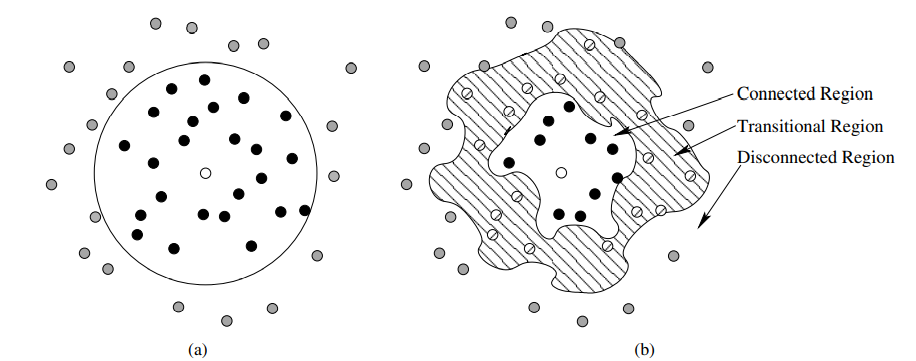 Connected Region
Transitional Region
Disconnected Region
(a)
(b)